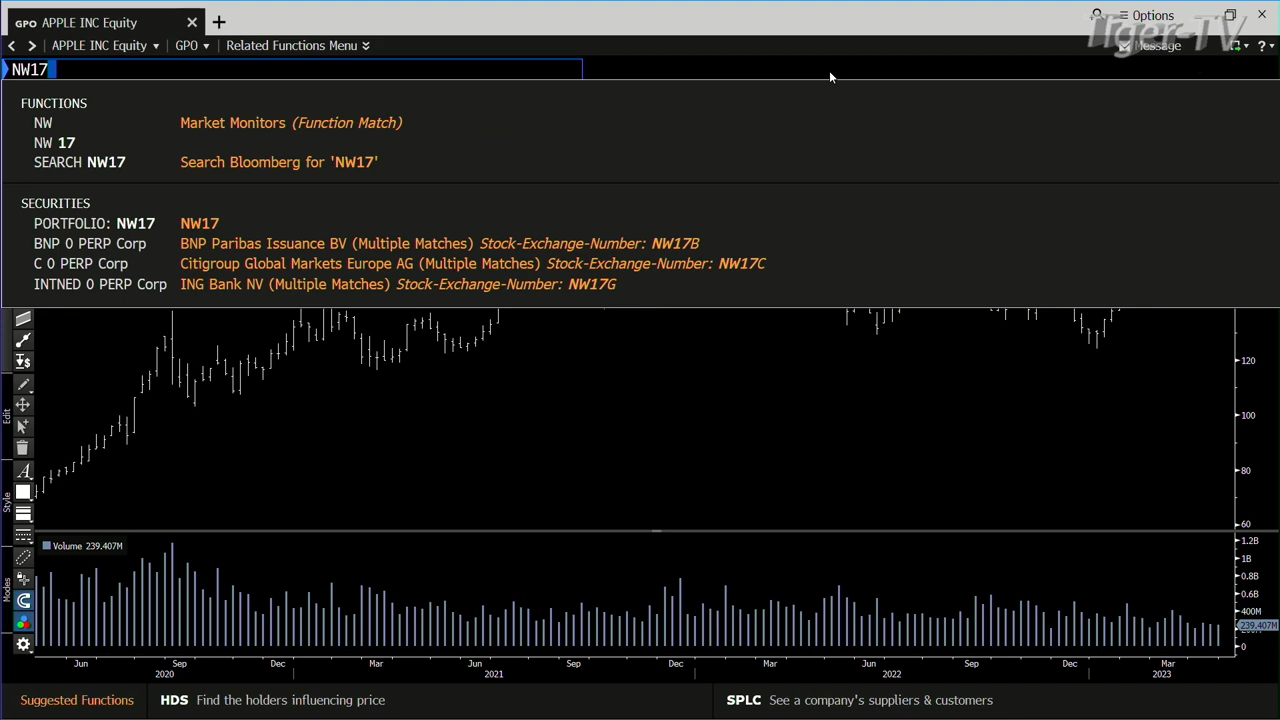 GPO APPLE INC Equity
Options
Tiger-TV
APPLE INC Equity GPO Related Functions Menu
Message ?
NW17
FUNCTIONS
NW Market Monitors (Function Match)
NW 17
SEARCH NW17 Search Bloomberg for 'NW17'
SECURITIES
PORTFOLIO: NW17 NW17
BNP 0 PERP Corp BNP Paribas Issuance BV (Multiple Matches) Stock-Exchange-Number: NW17B
C 0 PERP Corp Citigroup Global Markets Europe AG (Multiple Matches) Stock-Exchange-Number: NW17C
INTNED 0 PERP Corp ING Bank NV (Multiple Matches) Stock-Exchange-Number: NW17G
120
100
80
60
Edit
Style
Modes
A
Volume 239.407M
1.2B
1B
0.8B
0.6B
400M
239.407M
0
Jun Sep Dec Mar Jun Sep Dec Mar Jun Sep Dec Mar
2020 2021 2022 2023
Suggested Functions HDS Find the holders influencing price SPLC See a company's suppliers & customers